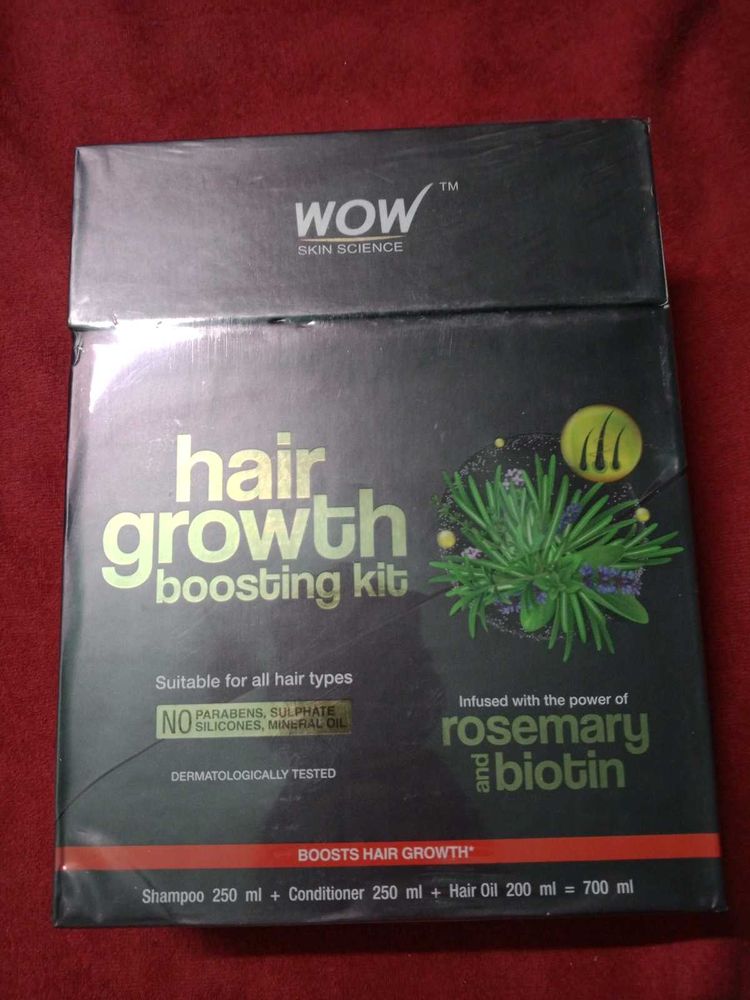 WOW™
SKIN SCIENCE
hair
growth
boosting kit
Suitable for all hair types
NO PARABENS, SULPHATE
SILICONES, MINERAL OIL
DERMATOLOGICALLY TESTED
Infused with the power of
rosemary
and biotin
BOOSTS HAIR GROWTH*
Shampoo 250 ml + Conditioner 250 ml + Hair Oil 200 ml = 700 ml